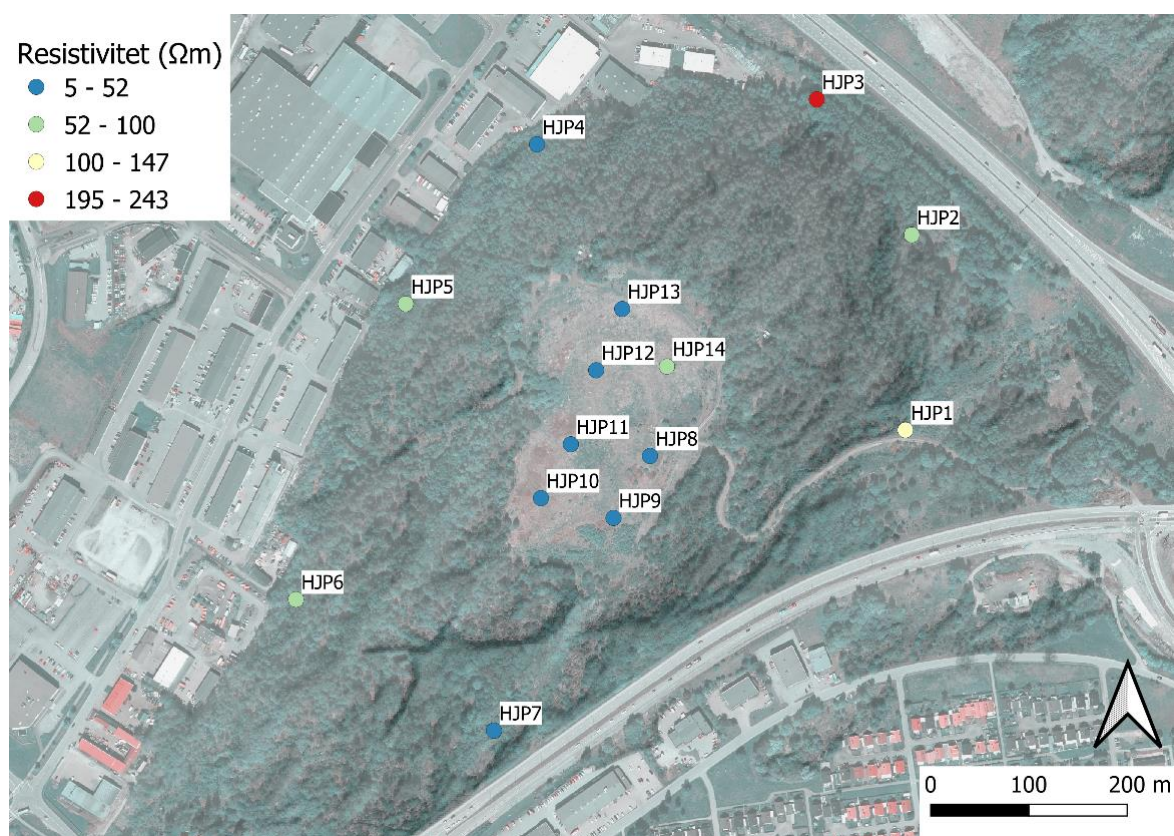 Resistivitet (Ωm)
5 - 52
52 - 100
100 - 147
195 - 243
HJP3
HJP4
HJP2
HJP5
HJP13
HJP12
HJP14
HJP1
HJP11
HJP8
HJP10
HJP9
HJP6
HJP7
0 100 200 m